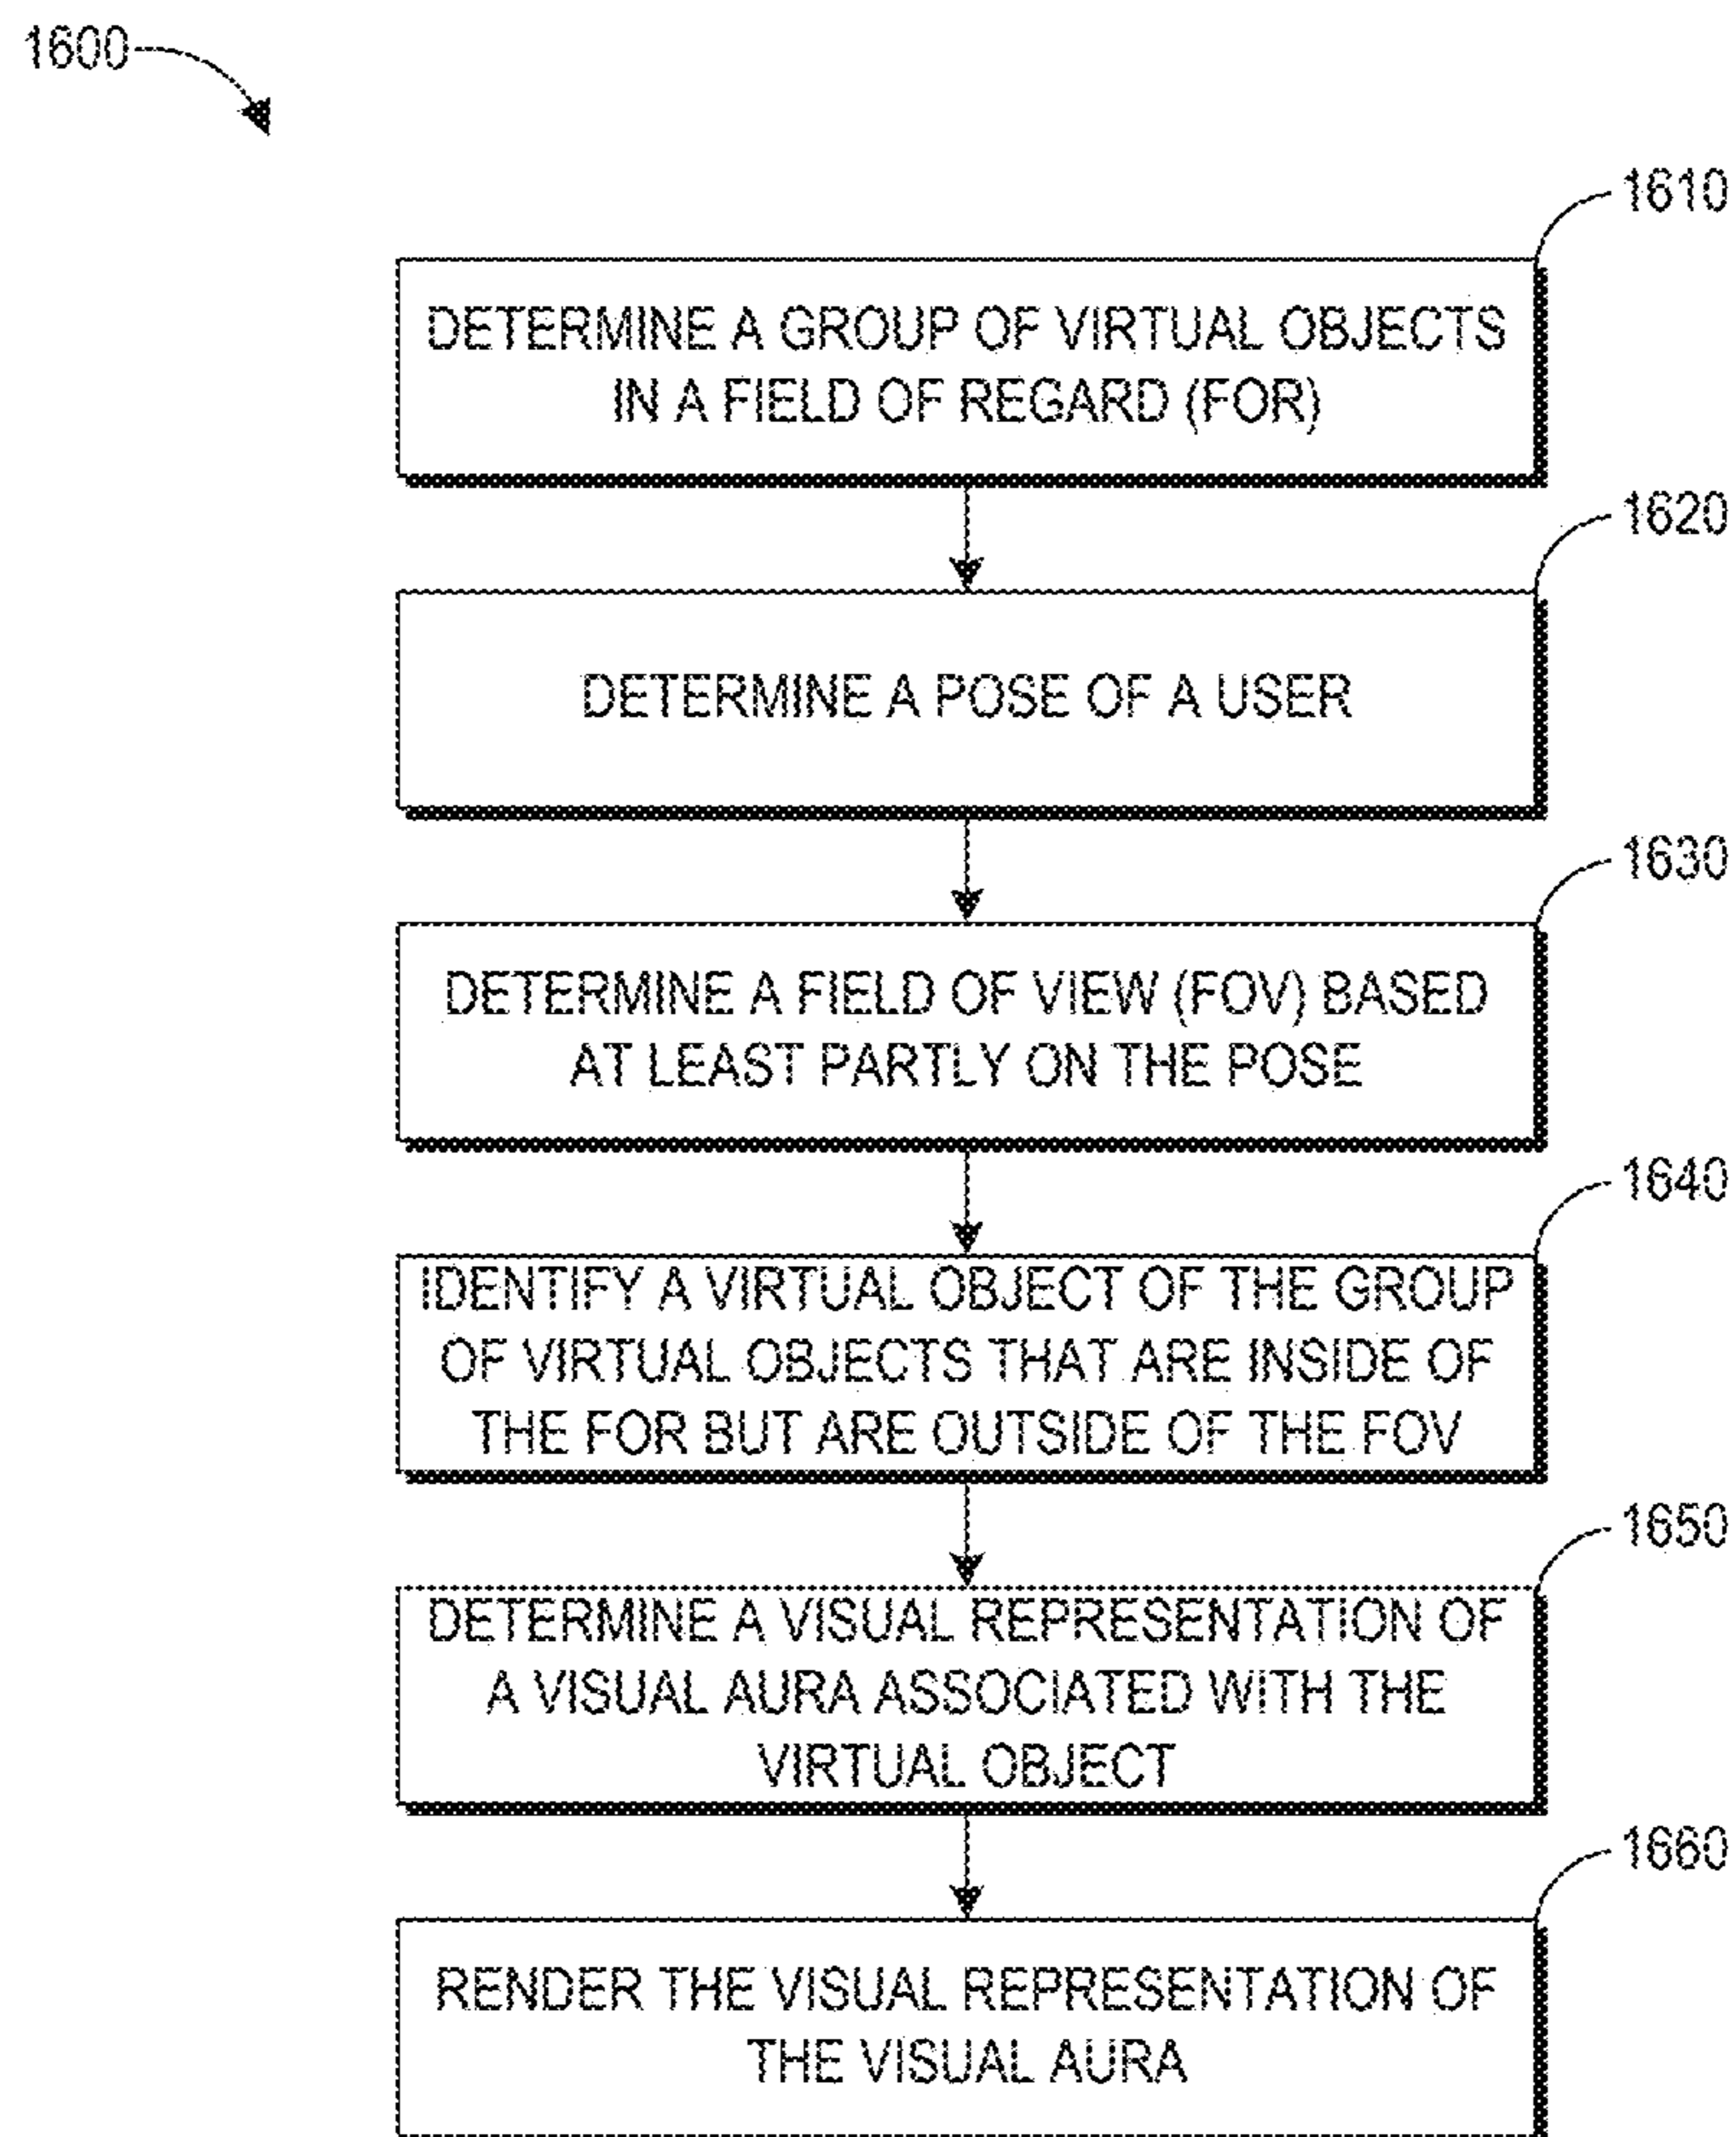 1600
1610
DETERMINE A GROUP OF VIRTUAL OBJECTS
IN A FIELD OF REGARD (FOR)
1620
DETERMINE A POSE OF A USER
1630
DETERMINE A FIELD OF VIEW (FOV) BASED
AT LEAST PARTLY ON THE POSE
1640
IDENTIFY A VIRTUAL OBJECT OF THE GROUP
OF VIRTUAL OBJECTS THAT ARE INSIDE OF
THE FOR BUT ARE OUTSIDE OF THE FOV
1650
DETERMINE A VISUAL REPRESENTATION OF
A VISUAL AURA ASSOCIATED WITH THE
VIRTUAL OBJECT
1660
RENDER THE VISUAL REPRESENTATION OF
THE VISUAL AURA